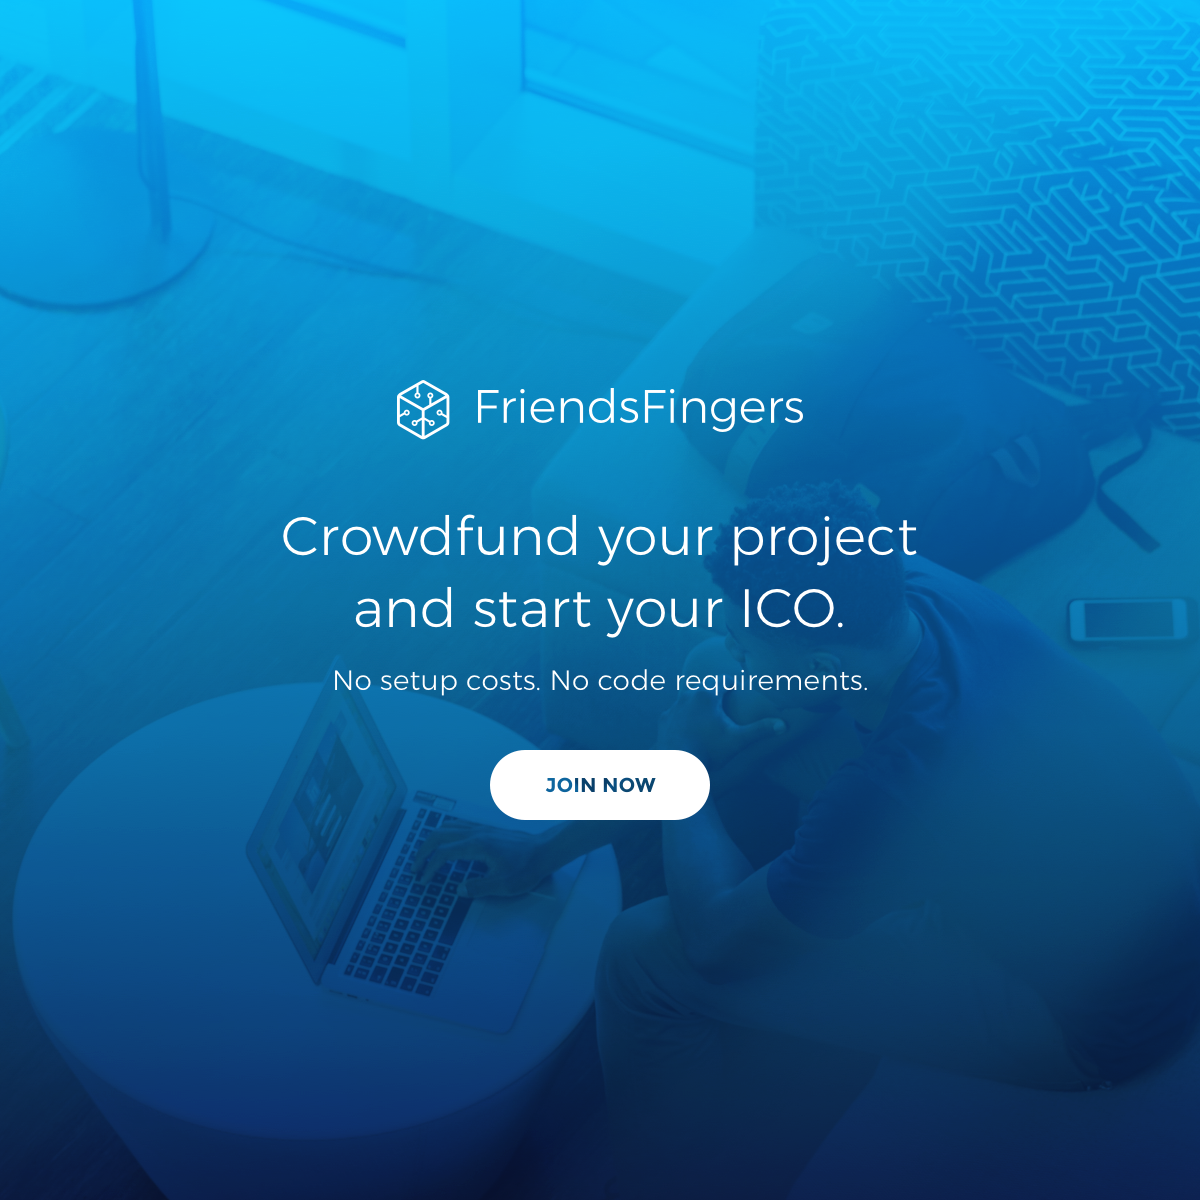 FriendsFingers
Crowdfund your project
and start your ICO.
No setup costs. No code requirements.
JOIN NOW